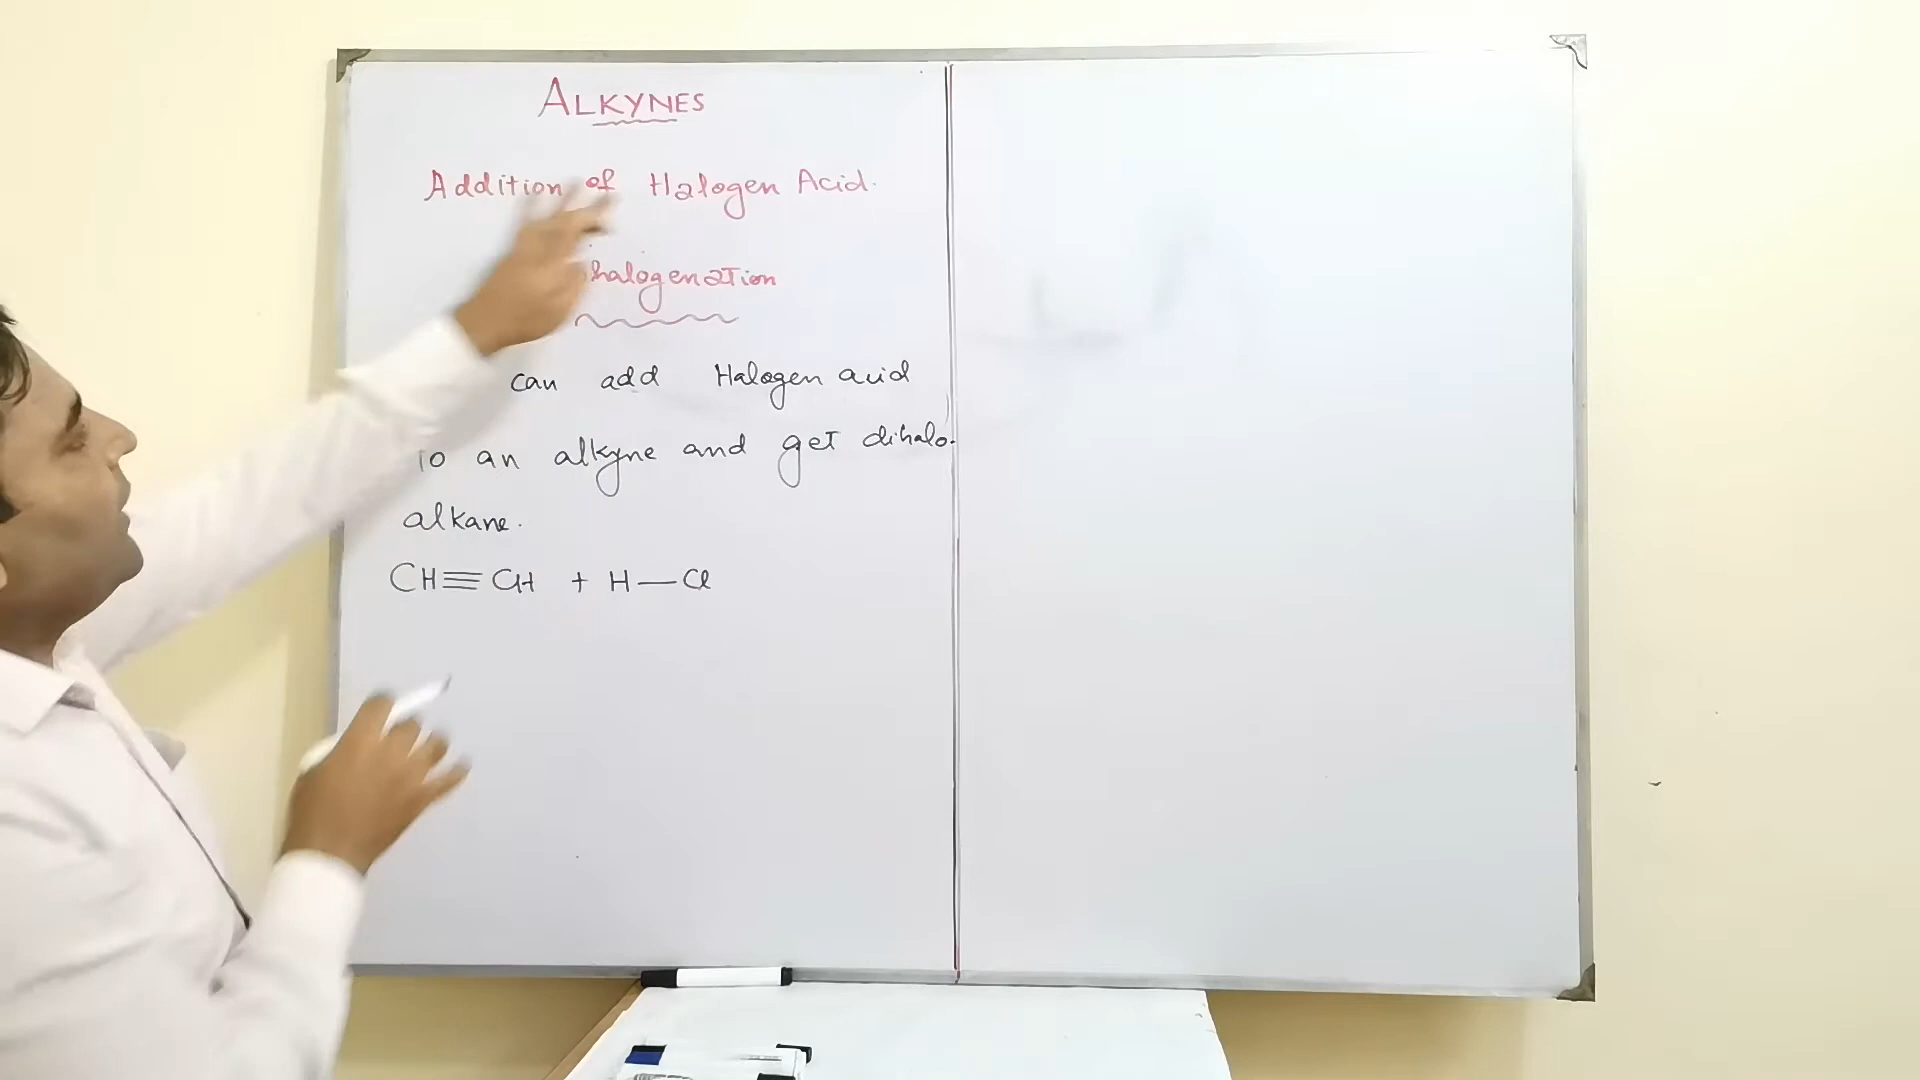 ALKYNES
Addition of Halogen Acid.
halogenaTion
can add Halogen acid
To an alkyne and get dihalo-
alkane.
CH≡CH + H—Cl